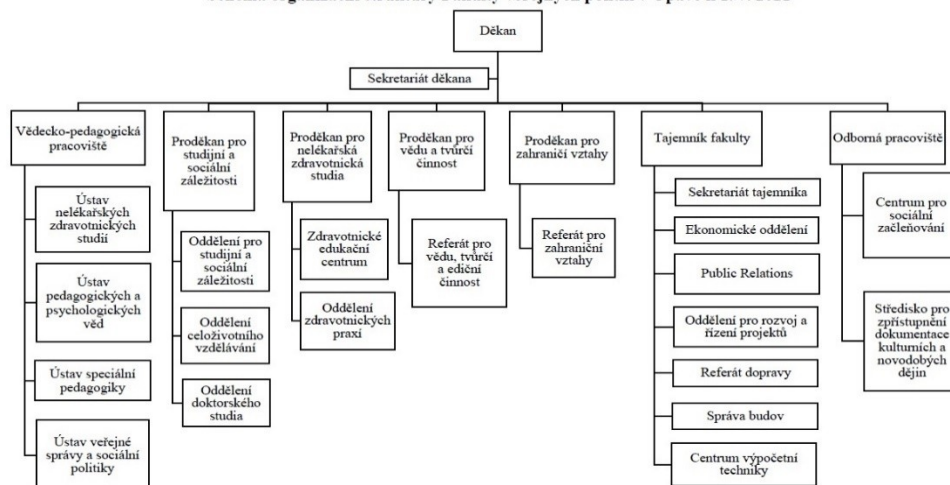 Děkan
Sekretariát děkana
Vědecko-pedagogická
pracoviště
Ústav
nelékařských
zdravotnických
studií
Ústav
pedagogických a
psychologických
věd
Ústav speciální
pedagogiky
Ústav veřejné
správy a sociální
politiky
Proděkan pro
studijní a
sociální
záležitosti
Oddělení pro
studijní a
sociální
záležitosti
Oddělení
celoživotního
vzdělávání
Oddělení
doktorského
studia
Proděkan pro
nelékařská
zdravotnická
studia
Zdravotnické
edukační
centrum
Oddělení
zdravotnických
praxí
Proděkan pro
vědu a tvůrčí
činnost
Referát pro
vědu, tvůrčí
a ediční
činnost
Proděkan pro
zahraničí vztahy
Referát pro
zahraniční
vztahy
Tajemník fakulty
Sekretariát tajemníka
Ekonomické oddělení
Public Relations
Oddělení pro rozvoj a
řízení projektů
Referát dopravy
Správa budov
Centrum výpočetní
techniky
Odborná pracoviště
Centrum pro
sociální
začleňování
Středisko pro
zpřístupnění
dokumentace
kulturních a
novodobých
dějin